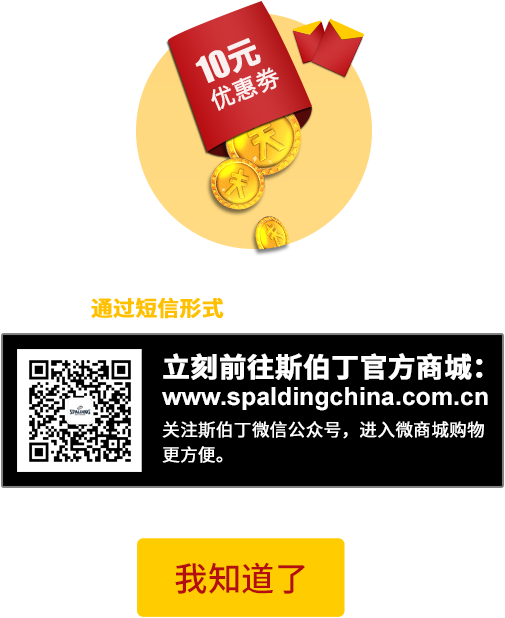 10元
优惠券
通过短信形式
立刻前往斯伯丁官方商城：
www.spaldingchina.com.cn
SPALDING
关注斯伯丁微信公众号，进入微商城购物
更方便。
我知道了